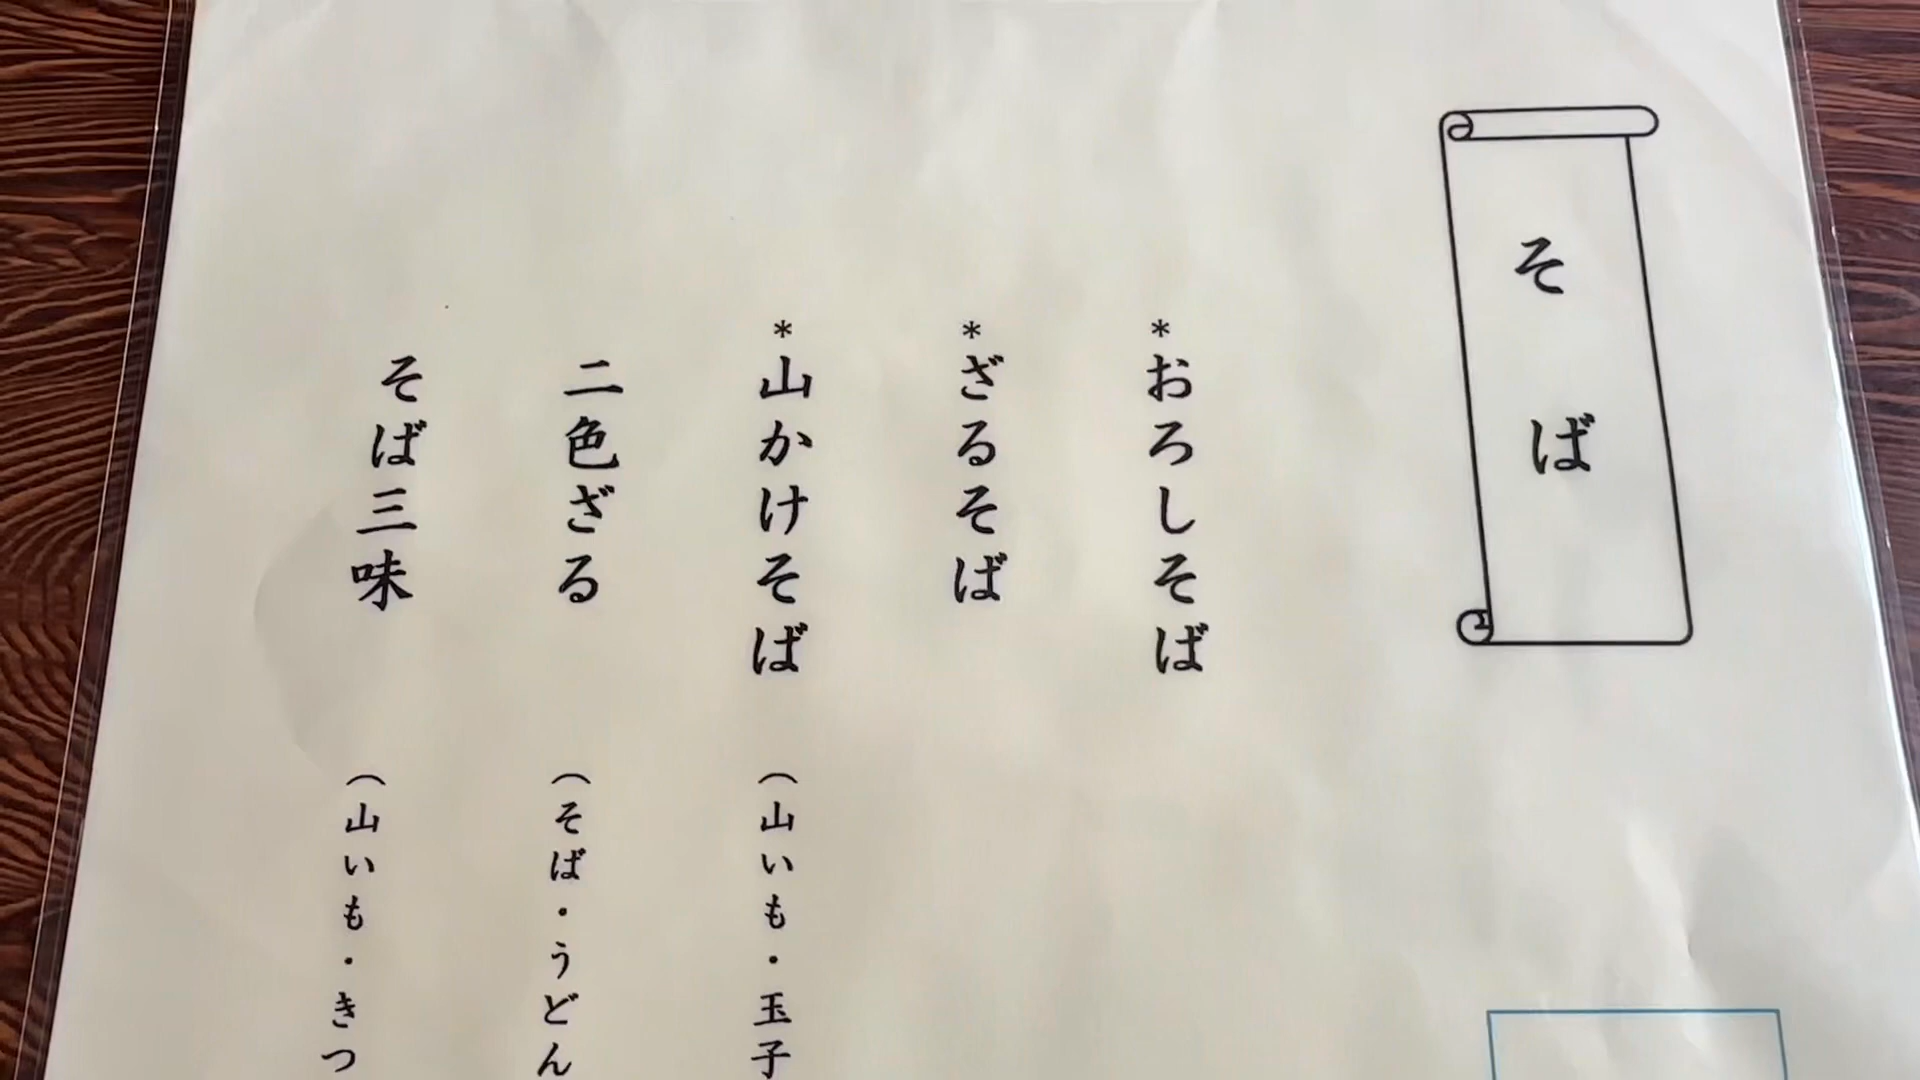 そば
*おろしそば
*ざるそば
*山かけそば
（山いも・玉子
二色ざる
（そば・うどん
そば三味
（山いも・きつ